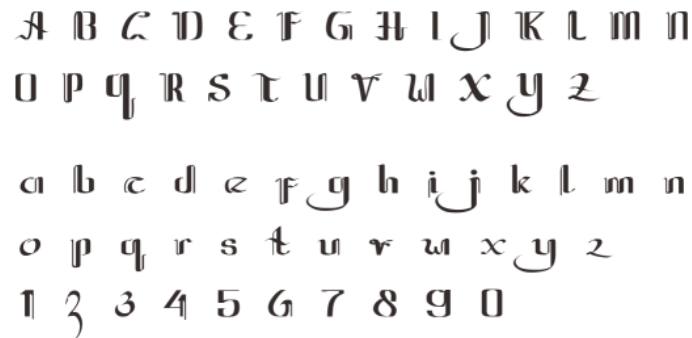 A B C D E F G H I J K L M N
O P Q R S T U V W X Y Z
a b c d e f g h i j k l m n
o p q r s t u v w x y z
1 2 3 4 5 6 7 8 9 0